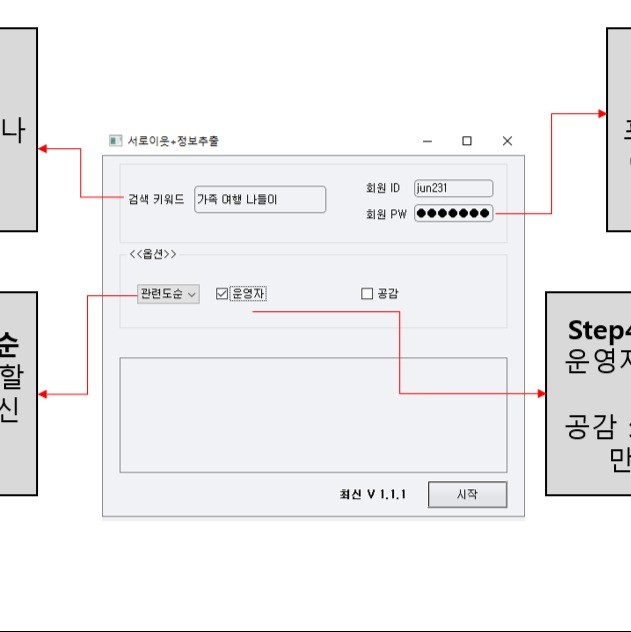 나
서로이웃+정보추출
검색 키워드
가족 여행 나들이
회원 ID
jun231
회원 PW
●●●●●●●
<<옵션>>
관련도순
운영자
공감
최신 V 1.1.1
시작
순
할
신
Step4
운영자
공감
만